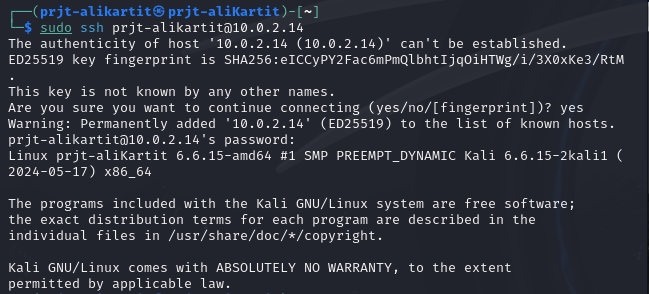 ┌──(prjt-alikartit㉿prjt-aliKartit)-[~]
└─$ sudo ssh prjt-alikartit@10.0.2.14
The authenticity of host '10.0.2.14 (10.0.2.14)' can't be established.
ED25519 key fingerprint is SHA256:eICCyPY2Fac6mPmQlbhtIjqOiHTWg/i/3X0xKe3/RtM
.
This key is not known by any other names.
Are you sure you want to continue connecting (yes/no/[fingerprint])? yes
Warning: Permanently added '10.0.2.14' (ED25519) to the list of known hosts.
prjt-alikartit@10.0.2.14's password:
Linux prjt-aliKartit 6.6.15-amd64 #1 SMP PREEMPT_DYNAMIC Kali 6.6.15-2kali1 (
2024-05-17) x86_64

The programs included with the Kali GNU/Linux system are free software;
the exact distribution terms for each program are described in the
individual files in /usr/share/doc/*/copyright.

Kali GNU/Linux comes with ABSOLUTELY NO WARRANTY, to the extent
permitted by applicable law.